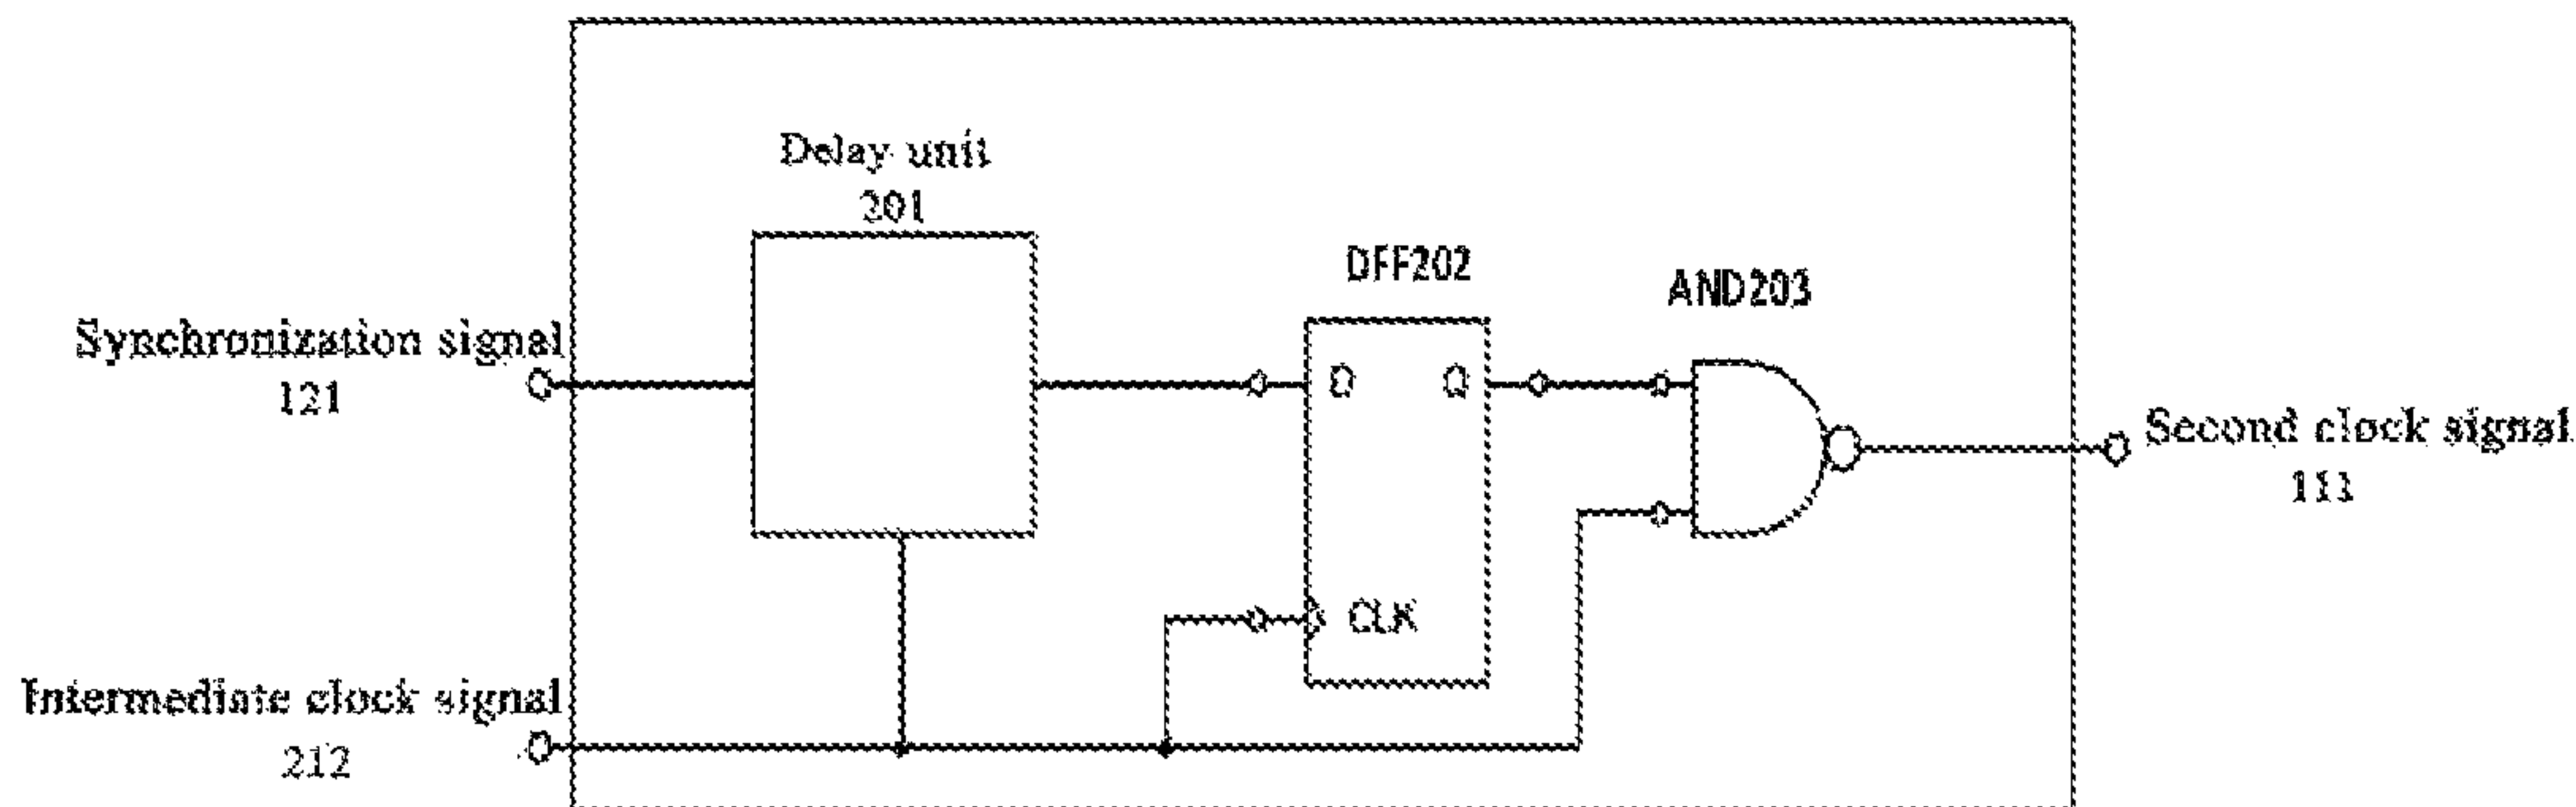 Delay unit
201
DFF202
AND203
Synchronization signal
121
D Q
Second clock signal
111
CLK
Intermediate clock signal
212